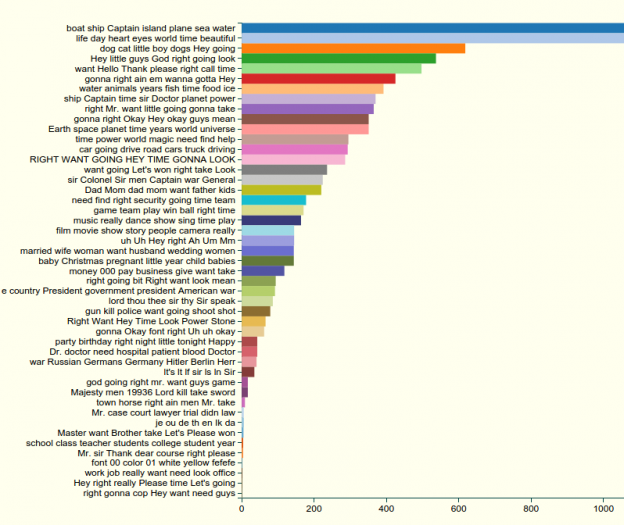 boat ship Captain island plane sea water
life day heart eyes world time beautiful
dog cat little boy dogs Hey going
Hey little guys God right going look
want Hello Thank please right call time
gonna right ain em wanna gotta Hey
water animals years fish time food ice
ship Captain time sir Doctor planet power
right Mr. want little going gonna take
gonna right Okay Hey okay guys mean
Earth space planet time years world universe
time power world magic need find help
car going drive road cars truck driving
RIGHT WANT GOING HEY TIME GONNA LOOK
want going Let's won right take Look
sir Colonel Sir men Captain war General
Dad Mom dad mom want father kids
need find right security going time team
game team play win ball right time
music really dance show sing time play
film movie show story people camera really
uh Uh Hey right Ah Um Mm
married wife woman want husband wedding women
baby Christmas pregnant little year child babies
money 000 pay business give want take
right going bit Right want look mean
e country President government president American war
lord thou thee sir thy Sir speak
gun kill police want going shoot shot
Right Want Hey Time Look Power Stone
gonna Okay font right Uh uh okay
party birthday right night little tonight Happy
Dr. doctor need hospital patient blood Doctor
war Russian Germans Germany Hitler Berlin Herr
It's It If sir Is In Sir
god going right mr. want guys game
Majesty men 19936 Lord kill take sword
town horse right ain men Mr. take
Mr. case court lawyer trial didn law
je ou de th en Ik da
Master want Brother take Let's Please won
school class teacher students college student year
Mr. sir Thank dear course right please
font 00 color 01 white yellow fefefe
work job really want need look office
Hey right really Please time Let's going
right gonna cop Hey want need guys
0 200 400 600 800 1000